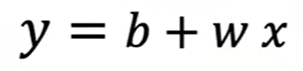 y = b + w x